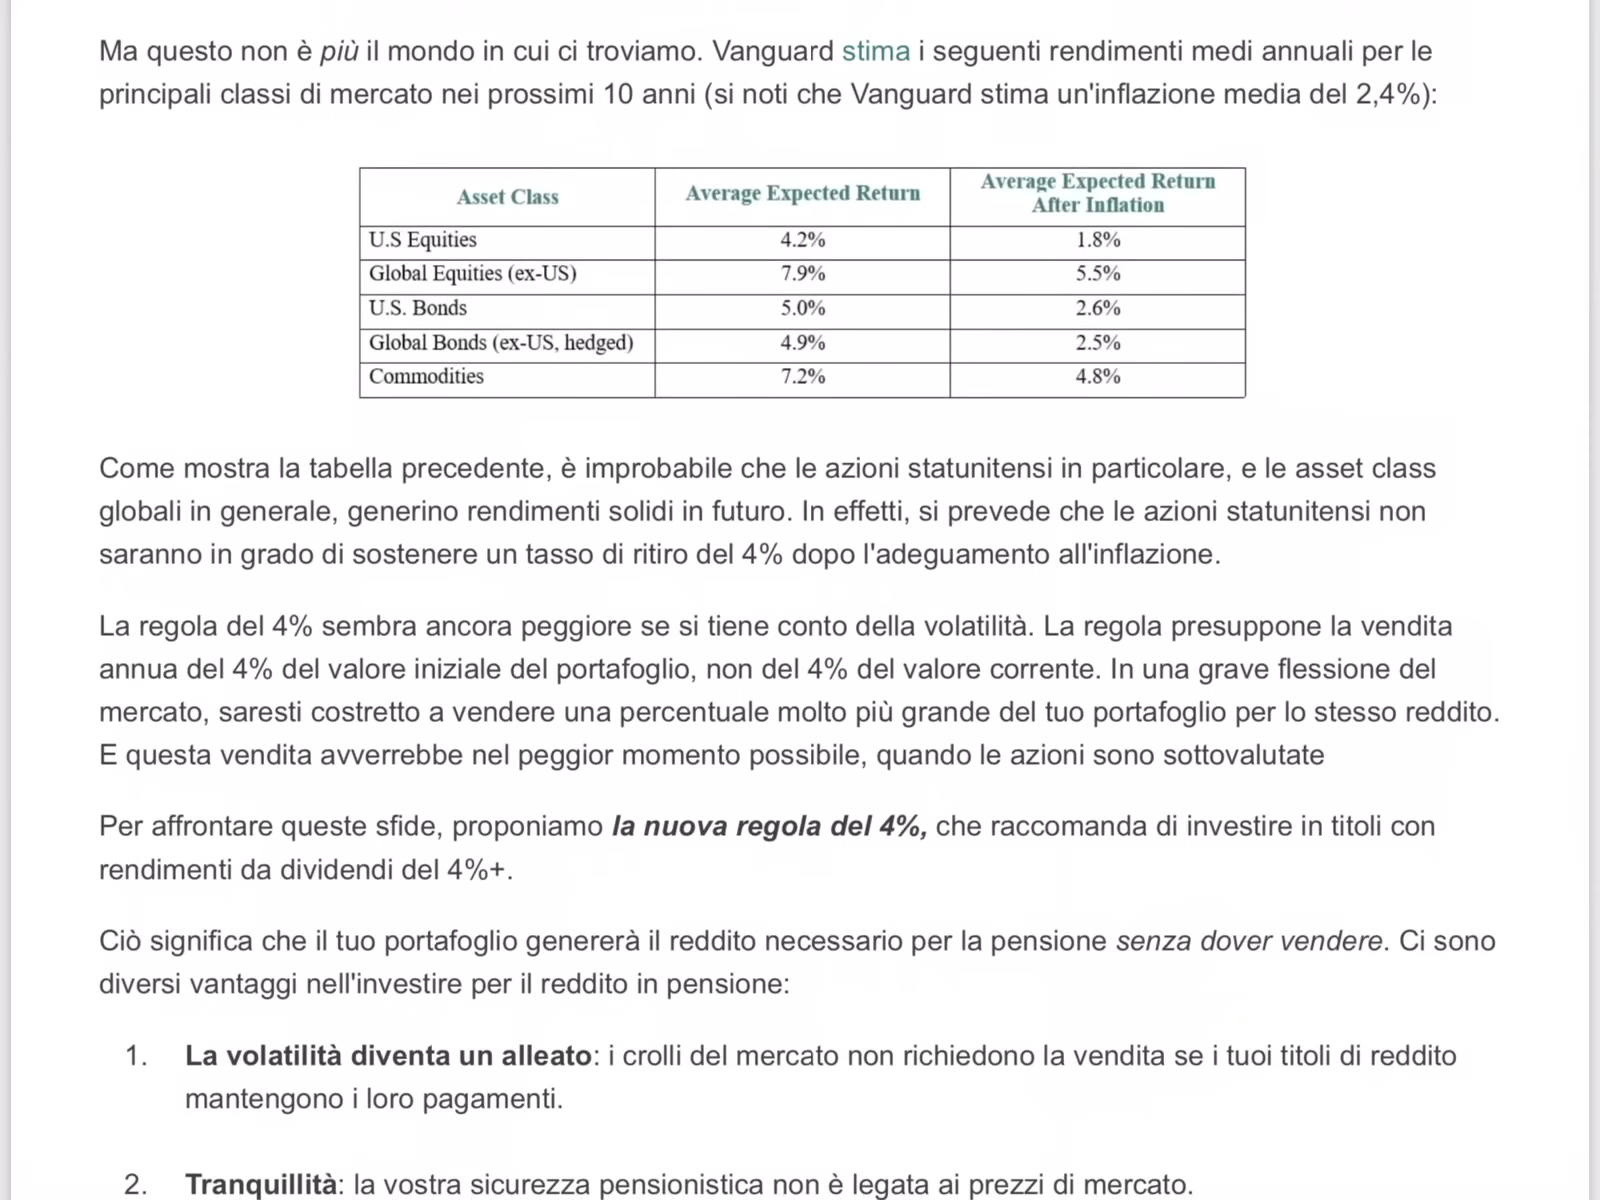 Ma questo non è più il mondo in cui ci troviamo. Vanguard stima i seguenti rendimenti medi annuali per le
principali classi di mercato nei prossimi 10 anni (si noti che Vanguard stima un'inflazione media del 2,4%):
Asset Class Average Expected Return Average Expected Return After Inflation
U.S Equities 4.2% 1.8%
Global Equities (ex-US) 7.9% 5.5%
U.S. Bonds 5.0% 2.6%
Global Bonds (ex-US, hedged) 4.9% 2.5%
Commodities 7.2% 4.8%
Come mostra la tabella precedente, è improbabile che le azioni statunitensi in particolare, e le asset class
globali in generale, generino rendimenti solidi in futuro. In effetti, si prevede che le azioni statunitensi non
saranno in grado di sostenere un tasso di ritiro del 4% dopo l'adeguamento all'inflazione.
La regola del 4% sembra ancora peggiore se si tiene conto della volatilità. La regola presuppone la vendita
annua del 4% del valore iniziale del portafoglio, non del 4% del valore corrente. In una grave flessione del
mercato, saresti costretto a vendere una percentuale molto più grande del tuo portafoglio per lo stesso reddito.
E questa vendita avverrebbe nel peggior momento possibile, quando le azioni sono sottovalutate
Per affrontare queste sfide, proponiamo la nuova regola del 4%, che raccomanda di investire in titoli con
rendimenti da dividendi del 4%+.
Ciò significa che il tuo portafoglio genererà il reddito necessario per la pensione senza dover vendere. Ci sono
diversi vantaggi nell'investire per il reddito in pensione:
1. La volatilità diventa un alleato: i crolli del mercato non richiedono la vendita se i tuoi titoli di reddito
mantengono i loro pagamenti.
2. Tranquillità: la vostra sicurezza pensionistica non è legata ai prezzi di mercato.